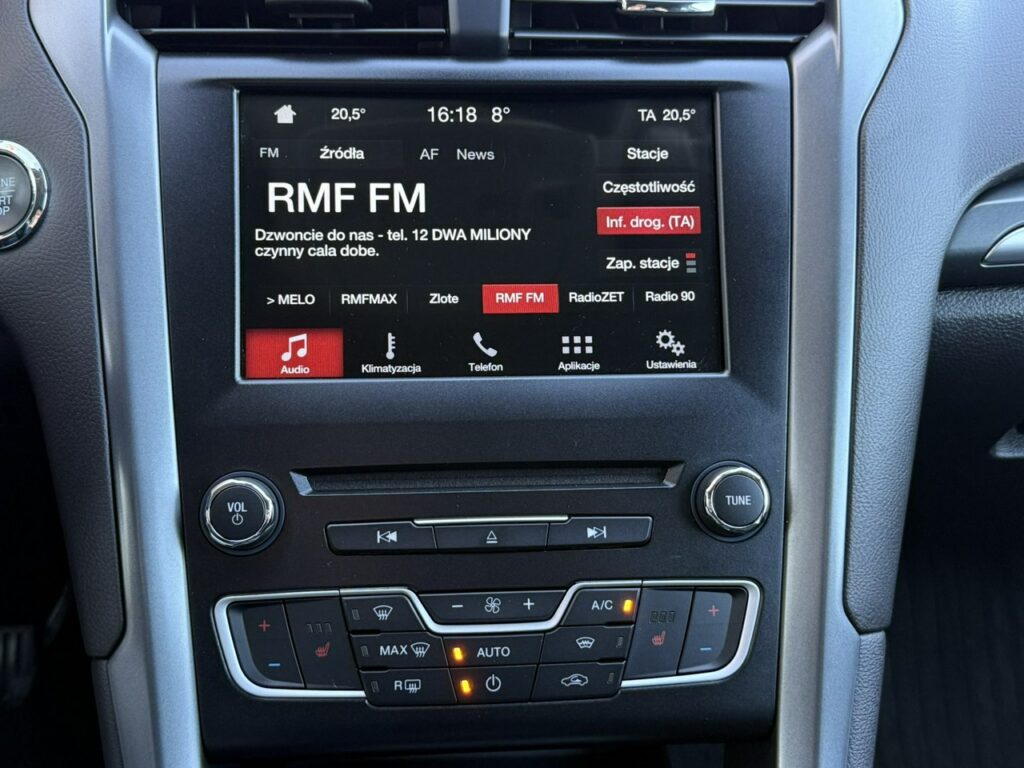 20,5° 16:18 8° TA 20,5°
FM Źródła AF News Stacje
RMF FM
Częstotliwość
Inf. drog. (TA)
Dzwoncie do nas - tel. 12 DWA MILIONY
czynny cala dobe.
Zap. stacje
> MELO RMFMAX Zlote RMF FM RadioZET Radio 90
Audio Klimatyzacja Telefon Aplikacje Ustawienia
VOL
TUNE
− + A/C
+ MAX AUTO +
− R −